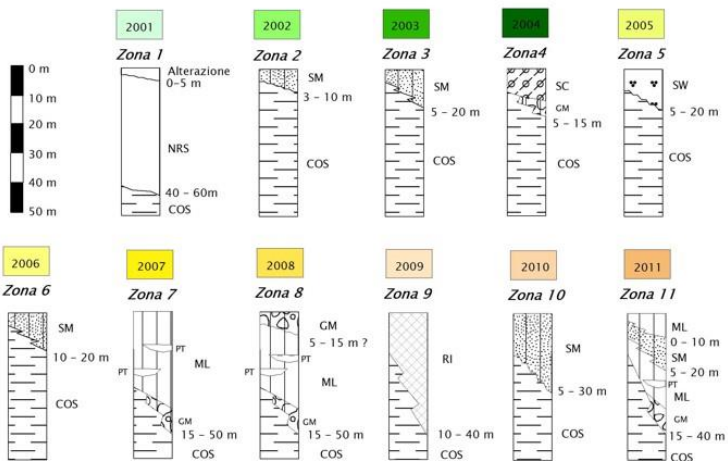 2001 2002 2003 2004 2005
Zona 1 Zona 2 Zona 3 Zona4 Zona 5
0 m
10 m
20 m
30 m
40 m
50 m
Alterazione
0-5 m
NRS
40 – 60m
COS
SM
3 – 10 m
COS
SM
5 – 20 m
COS
SC
GM
5 – 15 m
COS
SW
5 – 20 m
COS
2006 2007 2008 2009 2010 2011
Zona 6 Zona 7 Zona 8 Zona 9 Zona 10 Zona 11
SM
10 – 20 m
COS
PT
PT
ML
GM
15 – 50 m
COS
GM
5 – 15 m ?
PT
PT
ML
GM
15 – 50 m
COS
RI
10 – 40 m
COS
SM
5 – 30 m
COS
ML
0 – 10 m
SM
5 – 20 m
PT
ML
GM
15 – 40 m
COS